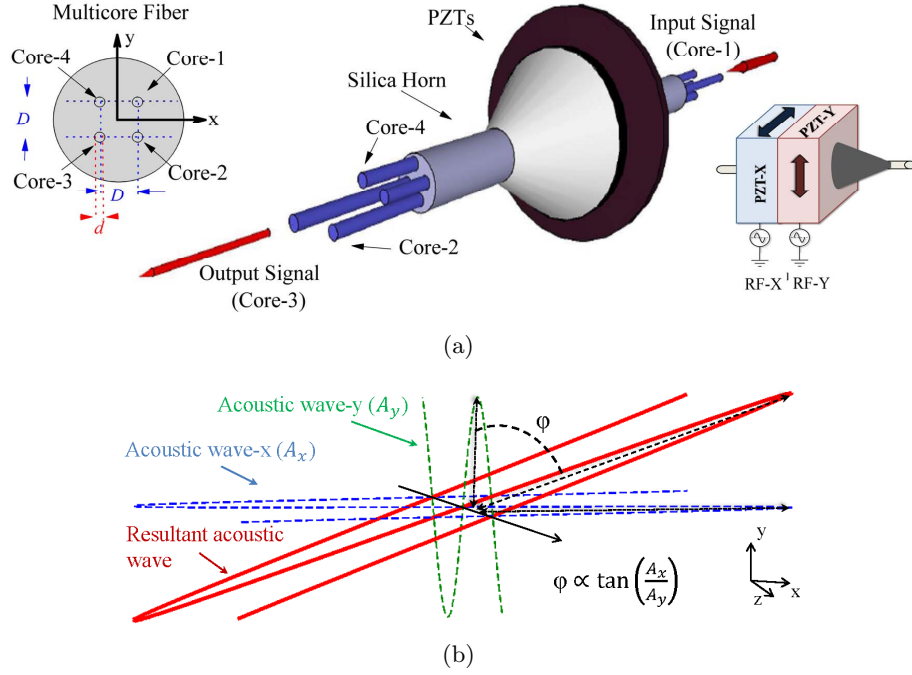 Multicore Fiber
y
Core-4
Core-1
D
x
Core-3
Core-2
D
d
PZTs
Input Signal
(Core-1)
Silica Horn
Core-4
Core-2
Output Signal
(Core-3)
PZT-X
PZT-Y
RF-X
RF-Y
(a)
Acoustic wave-y (A_y)
Acoustic wave-x (A_x)
φ
Resultant acoustic
wave
φ ∝ tan(A_x/A_y)
y
x
z
(b)